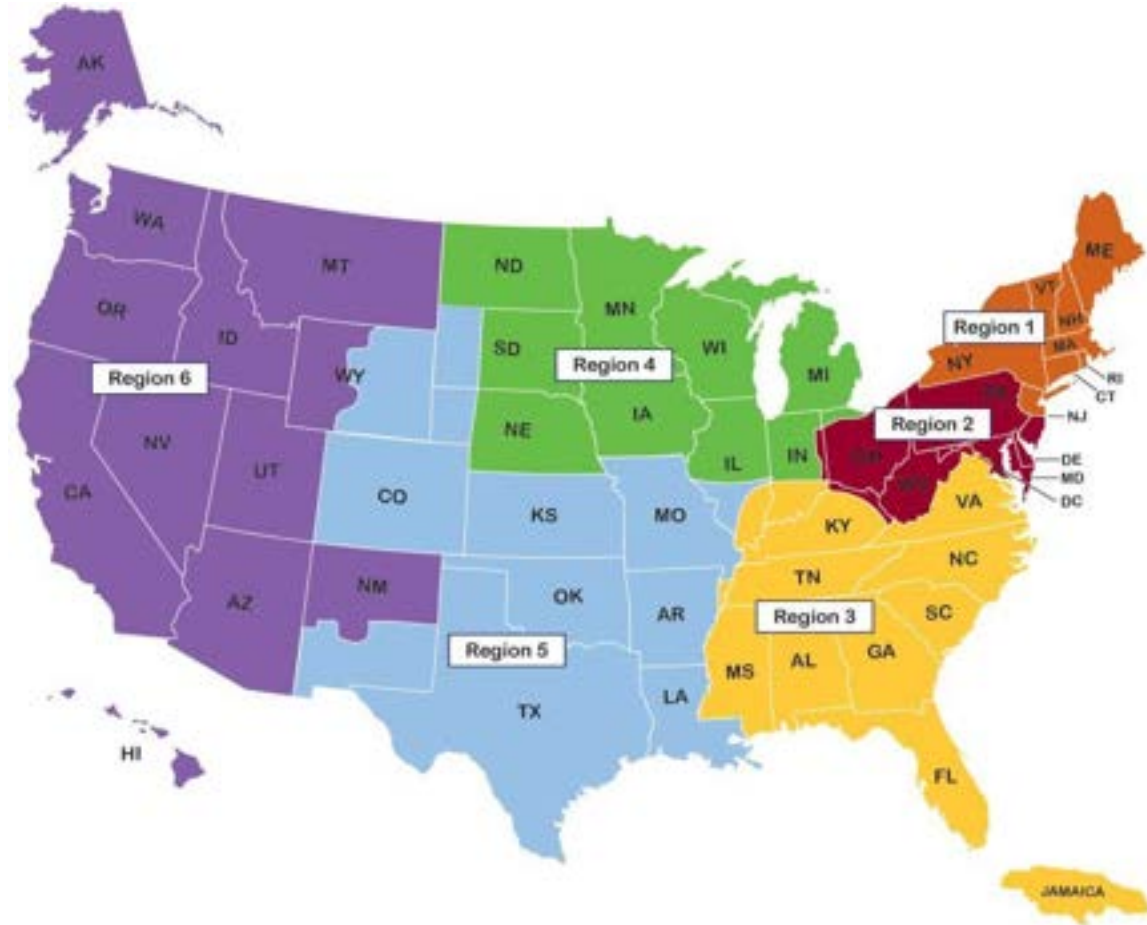 AK
WA
MT
ND
ME
VT
MN
OR
NH
Region 1
ID
SD
WI
MA
Region 4
NY
MI
RI
WY
Region 6
CT
PA
IA
NJ
NE
Region 2
NV
OH
IN
IL
UT
DE
CA
WV
MD
CO
VA
DC
KS
MO
KY
NC
TN
NM
OK
AZ
AR
SC
Region 3
Region 5
GA
AL
MS
LA
TX
HI
FL
JAMAICA